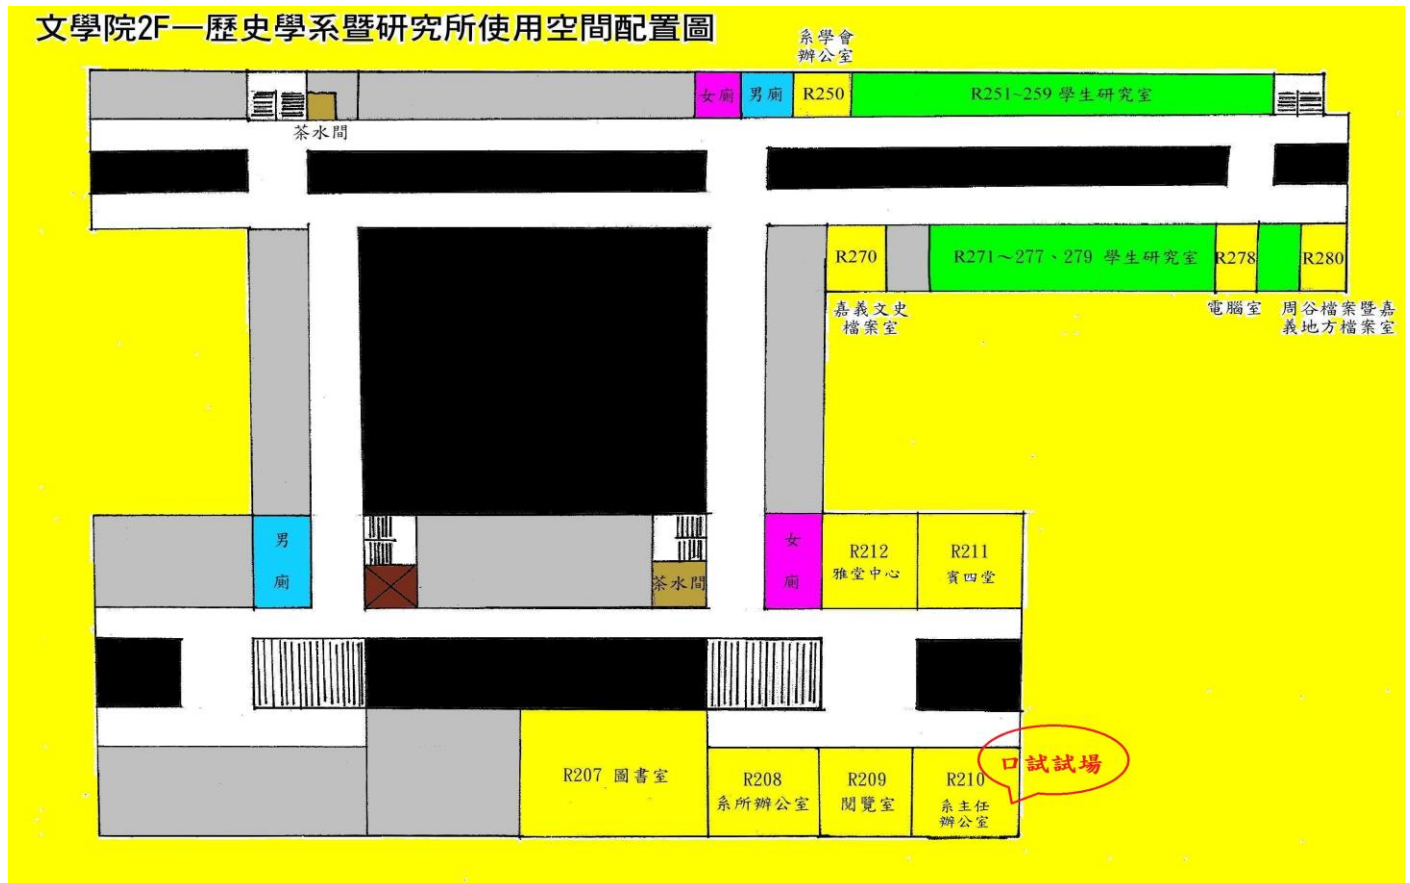 文學院2F—歷史學系暨研究所使用空間配置圖
系學會
辦公室
女廁
男廁
R250
R251~259 學生研究室
茶水間
R270
R271～277、279 學生研究室
R278
R280
嘉義文史
檔案室
電腦室
周谷檔案暨嘉
義地方檔案室
男
廁
茶水間
女
廁
R212
雅堂中心
R211
賓四堂
R207 圖書室
R208
系所辦公室
R209
閱覽室
R210
系主任
辦公室
口試試場